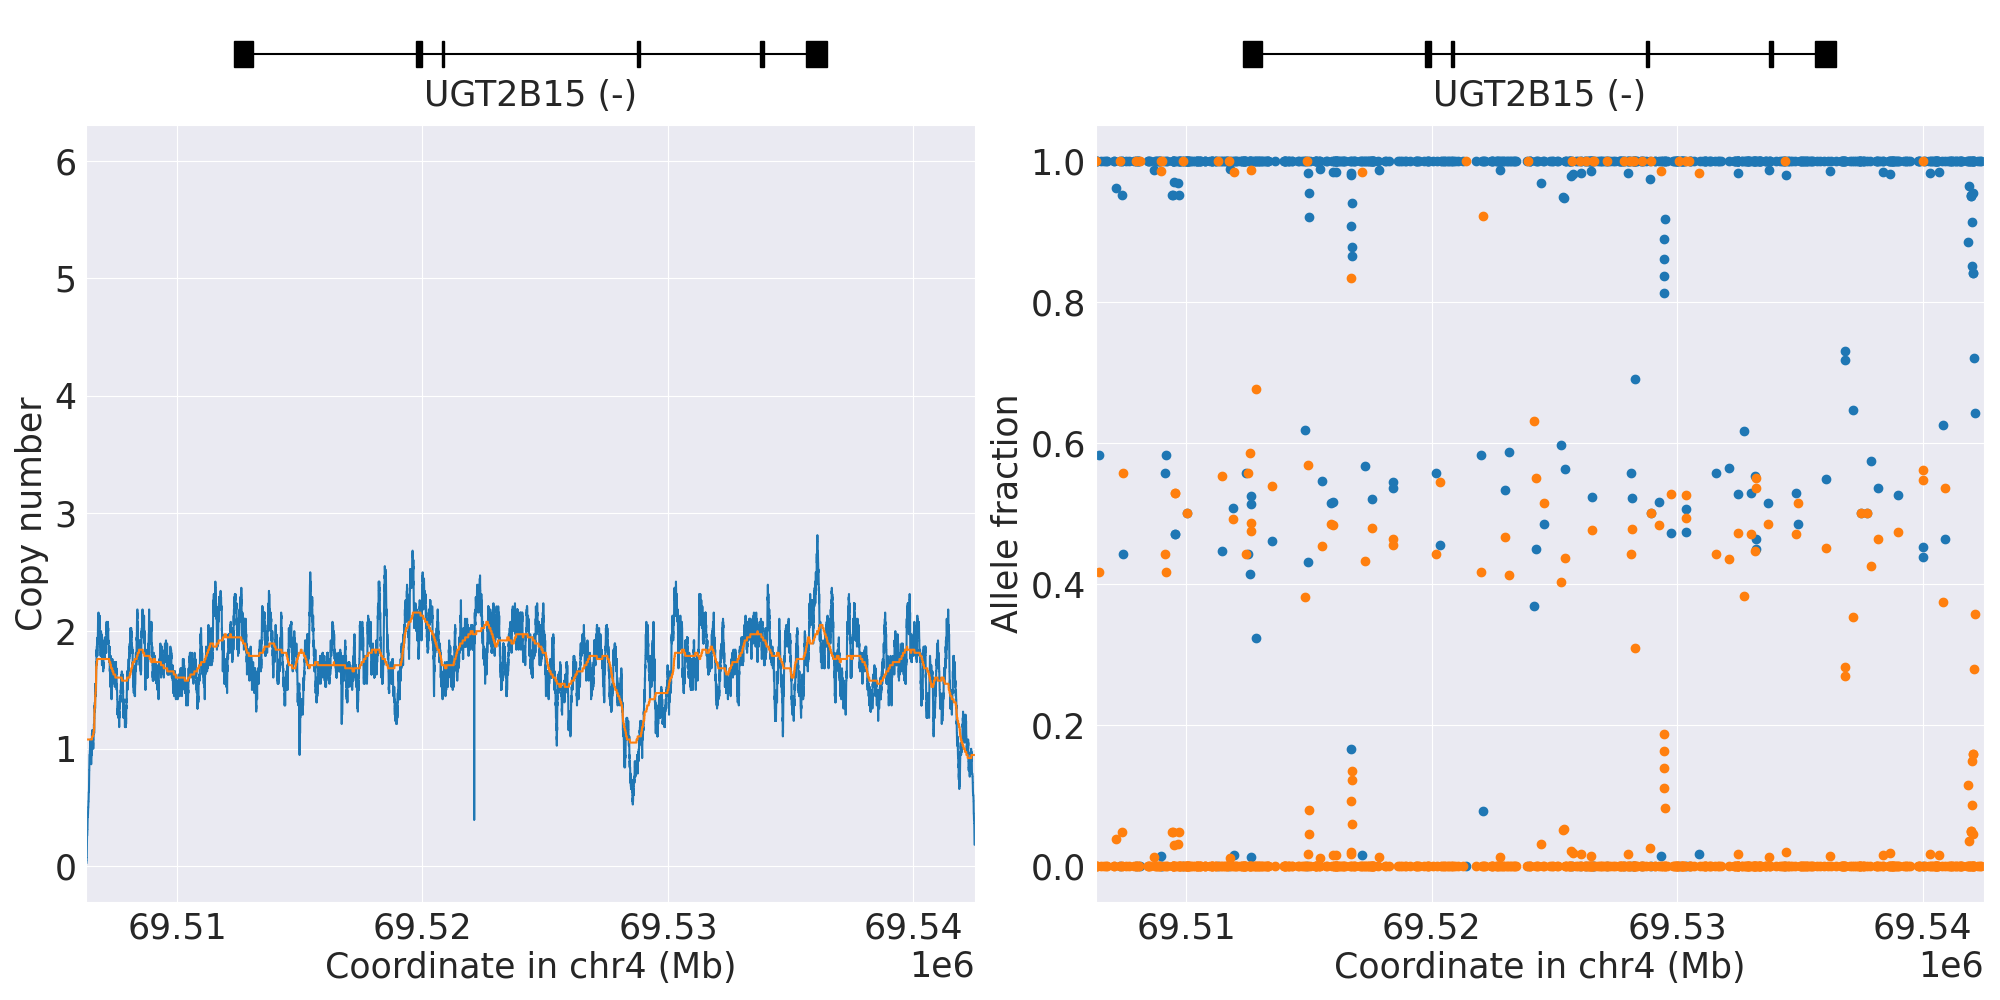 UGT2B15 (-)
6
5
4
3
2
1
0
Copy number
69.51 69.52 69.53 69.54
Coordinate in chr4 (Mb) 1e6
UGT2B15 (-)
1.0
0.8
0.6
0.4
0.2
0.0
Allele fraction
69.51 69.52 69.53 69.54
Coordinate in chr4 (Mb) 1e6